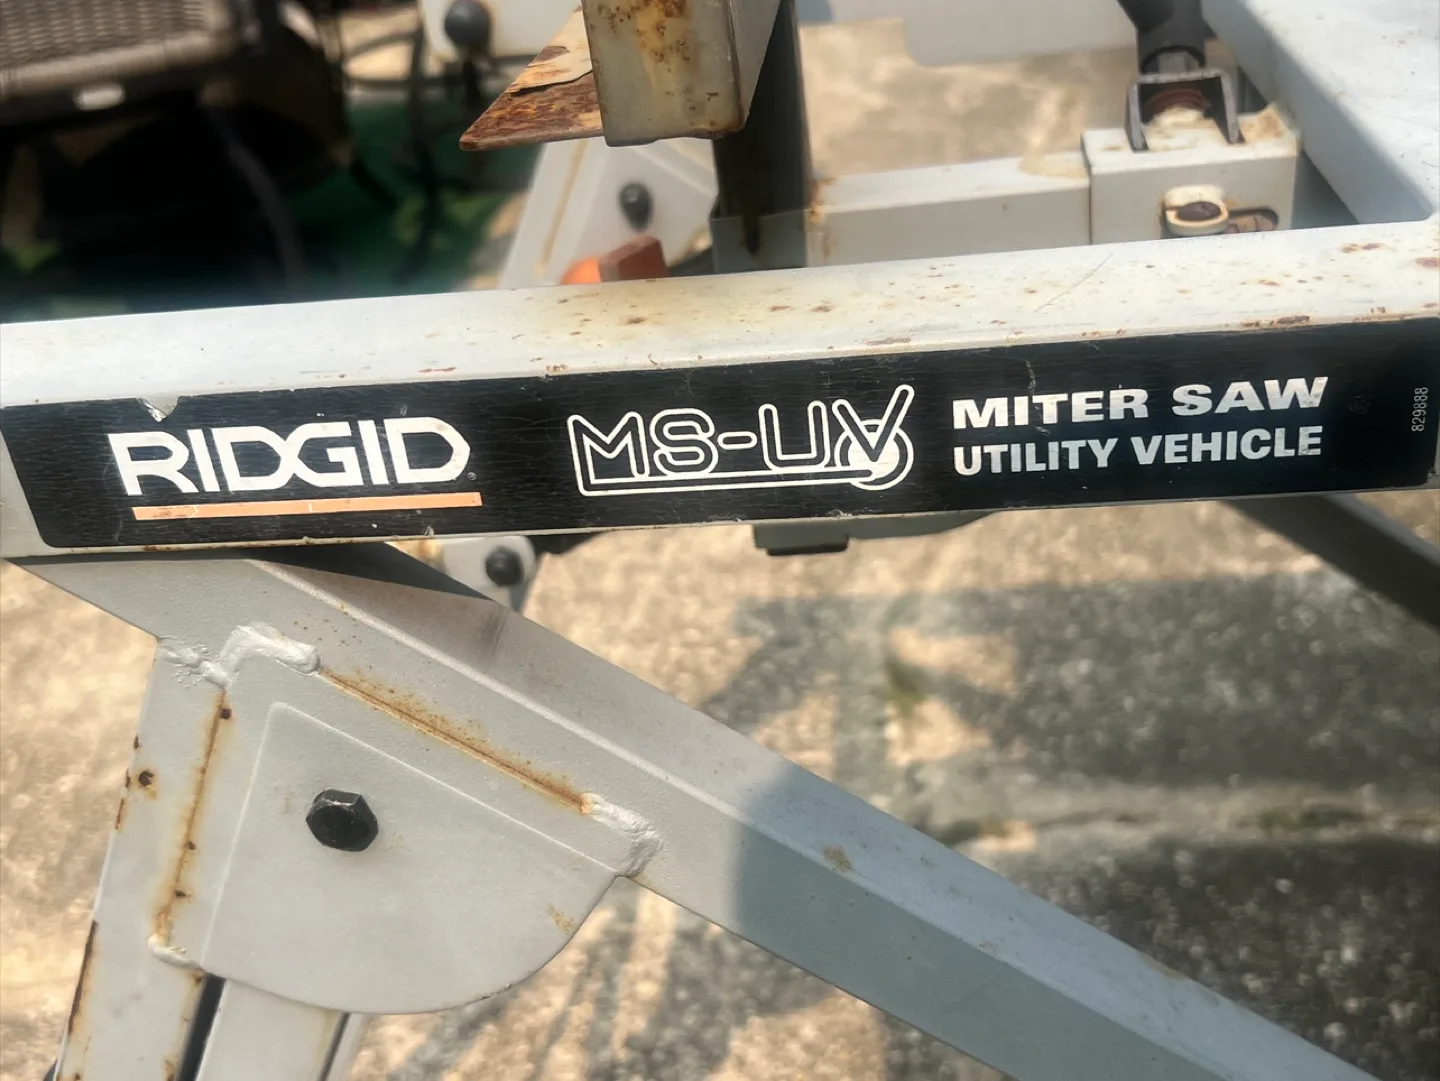 RIDGID
MS-UV
MITER SAW
UTILITY VEHICLE
829888